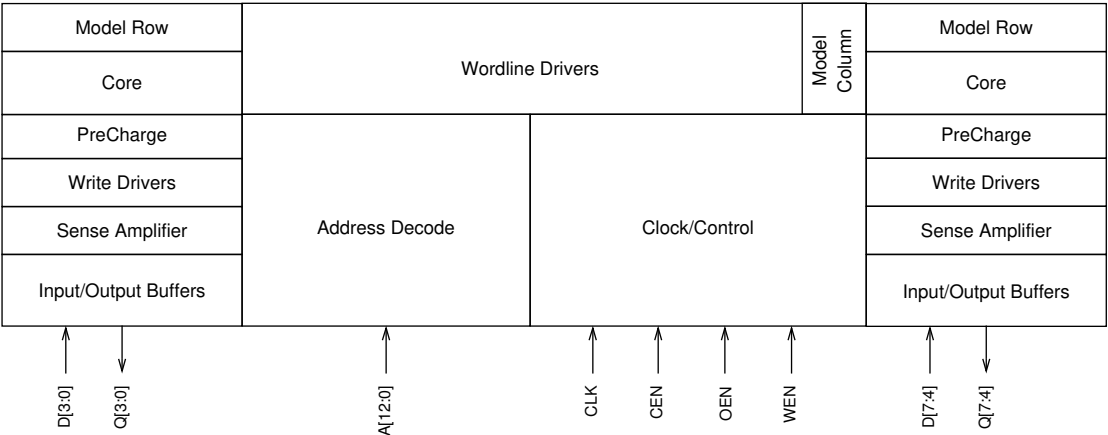 Model Row
Core
PreCharge
Write Drivers
Sense Amplifier
Input/Output Buffers
Wordline Drivers
Model
Column
Address Decode
Clock/Control
Model Row
Core
PreCharge
Write Drivers
Sense Amplifier
Input/Output Buffers
D[3:0]
Q[3:0]
A[12:0]
CLK
CEN
OEN
WEN
D[7:4]
Q[7:4]